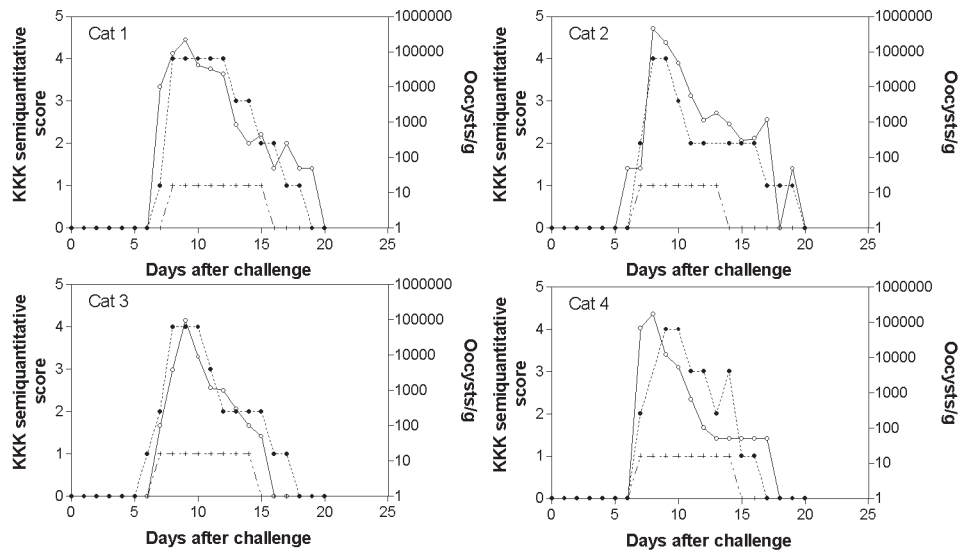 Cat 1
KKK semiquantitative
score
5
4
3
2
1
0
1000000
100000
10000
1000
100
10
1
Oocysts/g
0 5 10 15 20 25
Days after challenge
Cat 2
KKK semiquantitative
score
5
4
3
2
1
0
1000000
100000
10000
1000
100
10
1
Oocysts/g
0 5 10 15 20 25
Days after challenge
Cat 3
KKK semiquantitative
score
5
4
3
2
1
0
1000000
100000
10000
1000
100
10
1
Oocysts/g
0 5 10 15 20 25
Days after challenge
Cat 4
KKK semiquantitative
score
5
4
3
2
1
0
1000000
100000
10000
1000
100
10
1
Oocysts/g
0 5 10 15 20 25
Days after challenge